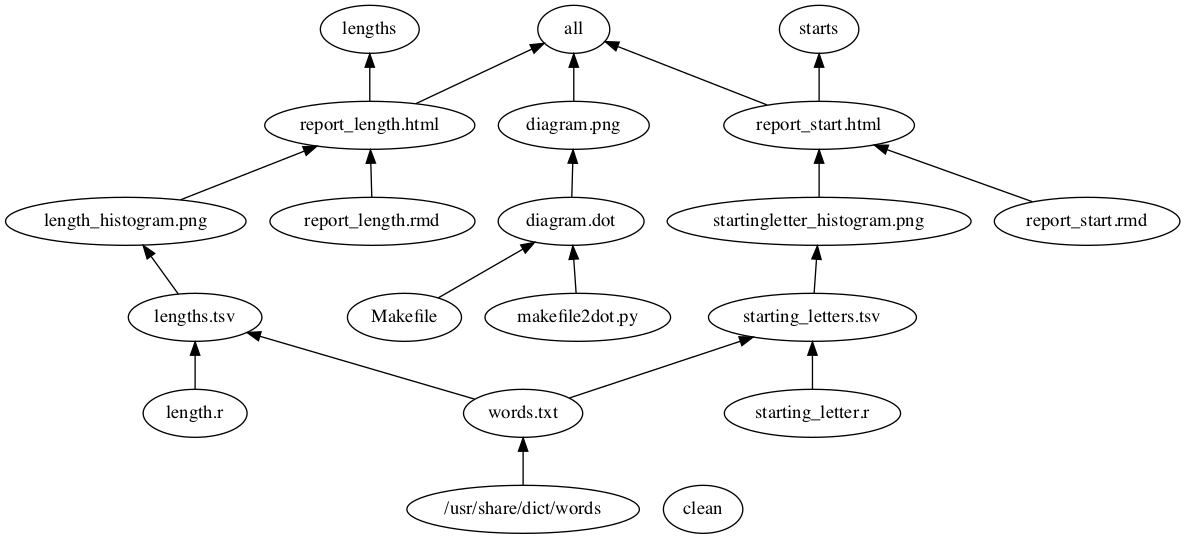 lengths
all
starts
report_length.html
diagram.png
report_start.html
length_histogram.png
report_length.rmd
diagram.dot
startingletter_histogram.png
report_start.rmd
lengths.tsv
Makefile
makefile2dot.py
starting_letters.tsv
length.r
words.txt
starting_letter.r
/usr/share/dict/words
clean